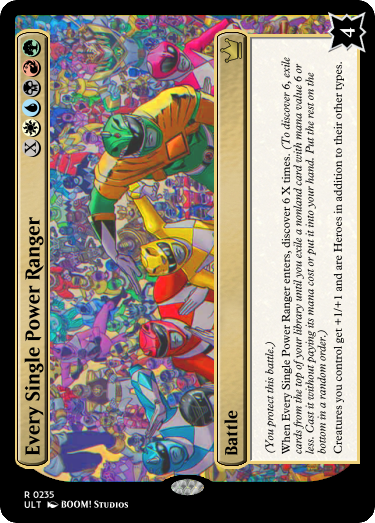 Every Single Power Ranger X
Battle
(You protect this battle.)
When Every Single Power Ranger enters, discover 6 X times. (To discover 6, exile
cards from the top of your library until you exile a nonland card with mana value 6 or
less. Cast it without paying its mana cost or put it into your hand. Put the rest on the
bottom in a random order.)
Creatures you control get +1/+1 and are Heroes in addition to their other types.
4
R 0235
ULT BOOM! STUDIOS